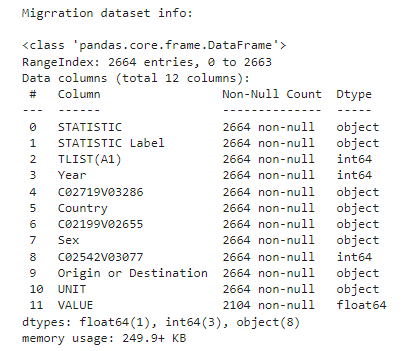 Migrration dataset info:
<class 'pandas.core.frame.DataFrame'>
RangeIndex: 2664 entries, 0 to 2663
Data columns (total 12 columns):
 #   Column                 Non-Null Count  Dtype
---  ------                 --------------  -----
 0   STATISTIC              2664 non-null   object
 1   STATISTIC Label        2664 non-null   object
 2   TLIST(A1)              2664 non-null   int64
 3   Year                   2664 non-null   int64
 4   C02719V03286           2664 non-null   object
 5   Country                2664 non-null   object
 6   C02199V02655           2664 non-null   object
 7   Sex                    2664 non-null   object
 8   C02542V03077           2664 non-null   int64
 9   Origin or Destination  2664 non-null   object
 10  UNIT                   2664 non-null   object
 11  VALUE                  2104 non-null   float64
dtypes: float64(1), int64(3), object(8)
memory usage: 249.9+ KB